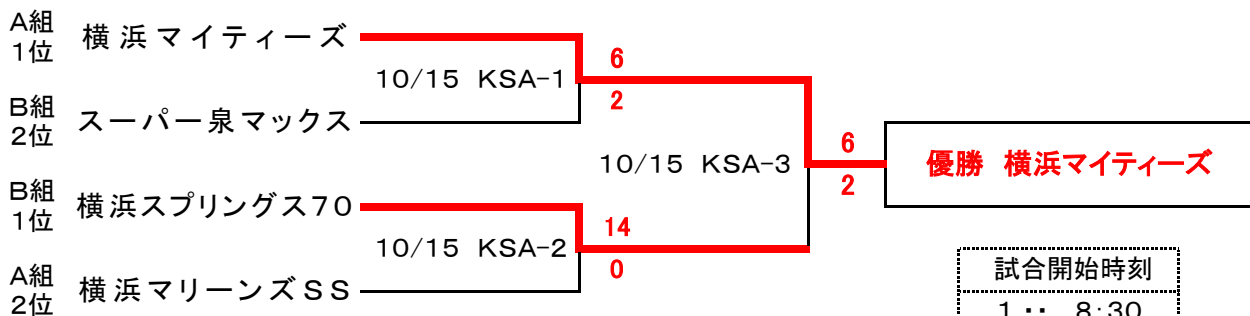 A組
1位
横浜マイティーズ
10/15 KSA-1
6
2
B組
2位
スーパー泉マックス
10/15 KSA-3
6
2
優勝 横浜マイティーズ
B組
1位
横浜スプリングス70
10/15 KSA-2
14
0
A組
2位
横浜マリーンズSS
試合開始時刻
1‥ 8:30